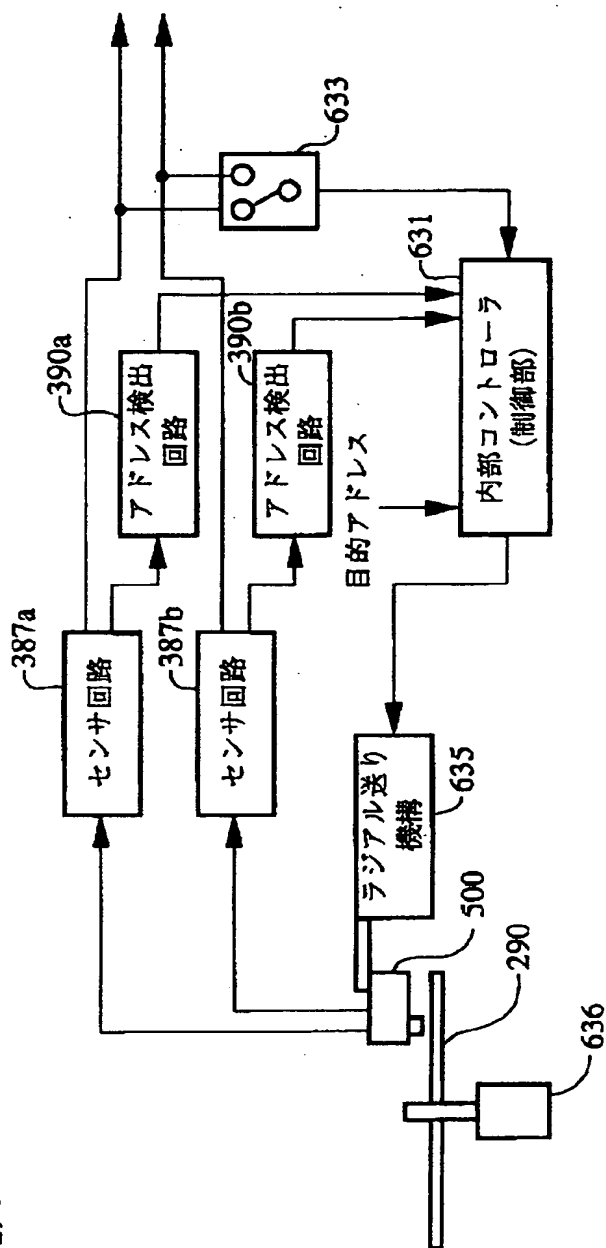 387a
センサ回路
387b
センサ回路
390a
アドレス検出
回路
390b
アドレス検出
回路
633
631
目的アドレス
内部コントローラ
(制御部)
ラジアル送り
機構
635
500
290
636